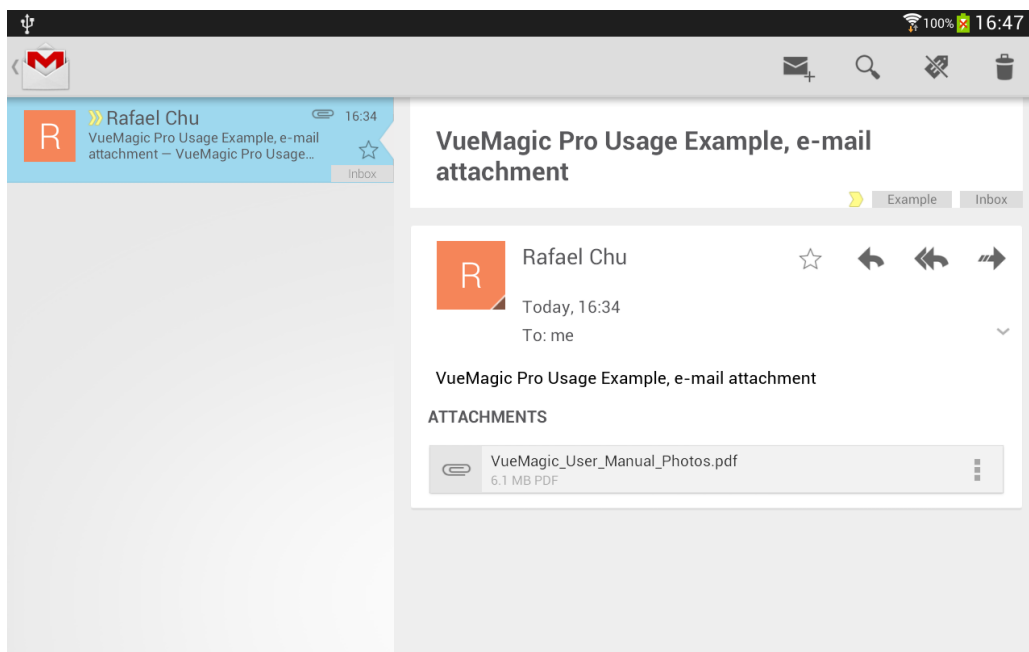 100% 16:47
R
Rafael Chu 16:34
VueMagic Pro Usage Example, e-mail
attachment – VueMagic Pro Usage...
Inbox
VueMagic Pro Usage Example, e-mail
attachment
Example Inbox
R
Rafael Chu
Today, 16:34
To: me
VueMagic Pro Usage Example, e-mail attachment
ATTACHMENTS
VueMagic_User_Manual_Photos.pdf
6.1 MB PDF